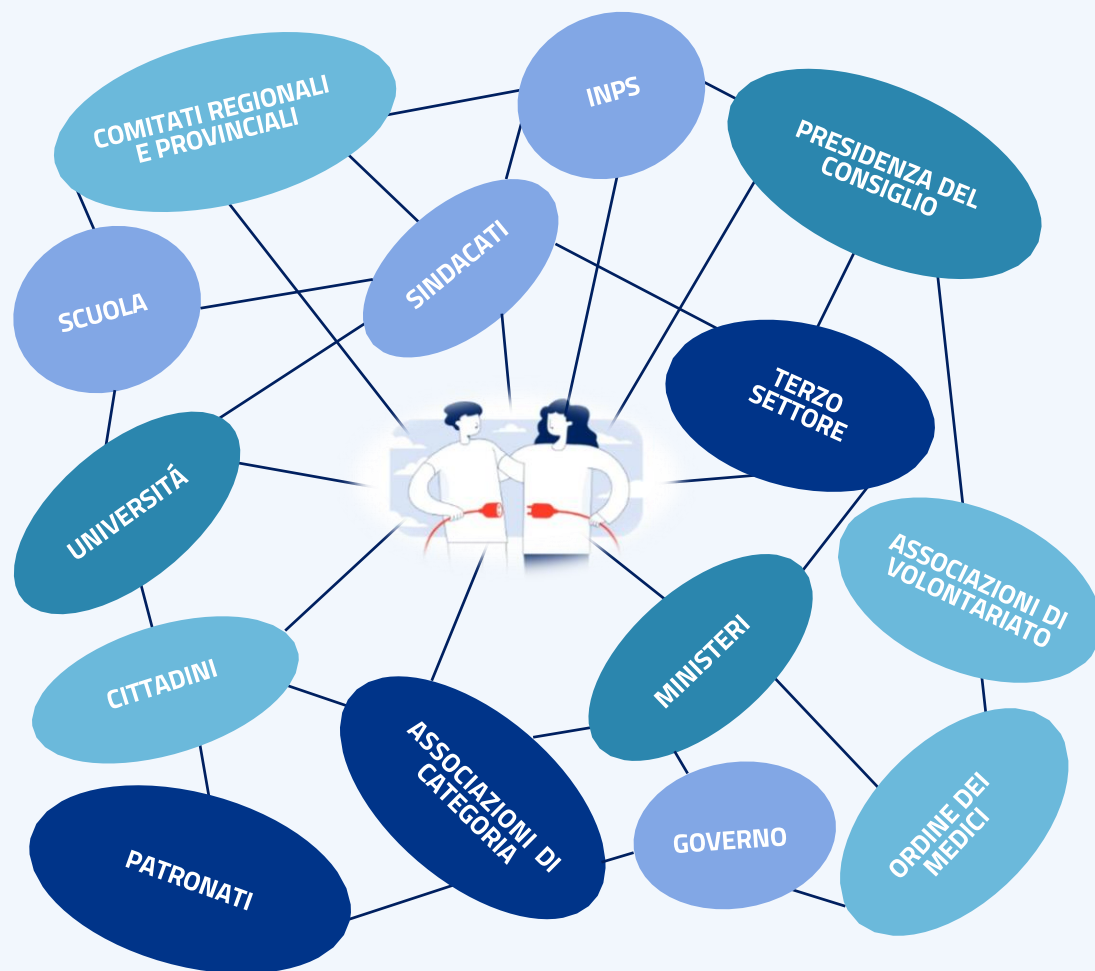 COMITATI REGIONALI
E PROVINCIALI
INPS
PRESIDENZA DEL
CONSIGLIO
SCUOLA
SINDACATI
TERZO
SETTORE
UNIVERSITÁ
ASSOCIAZIONI DI
VOLONTARIATO
CITTADINI
MINISTERI
ASSOCIAZIONI DI
CATEGORIA
GOVERNO
ORDINE DEI
MEDICI
PATRONATI